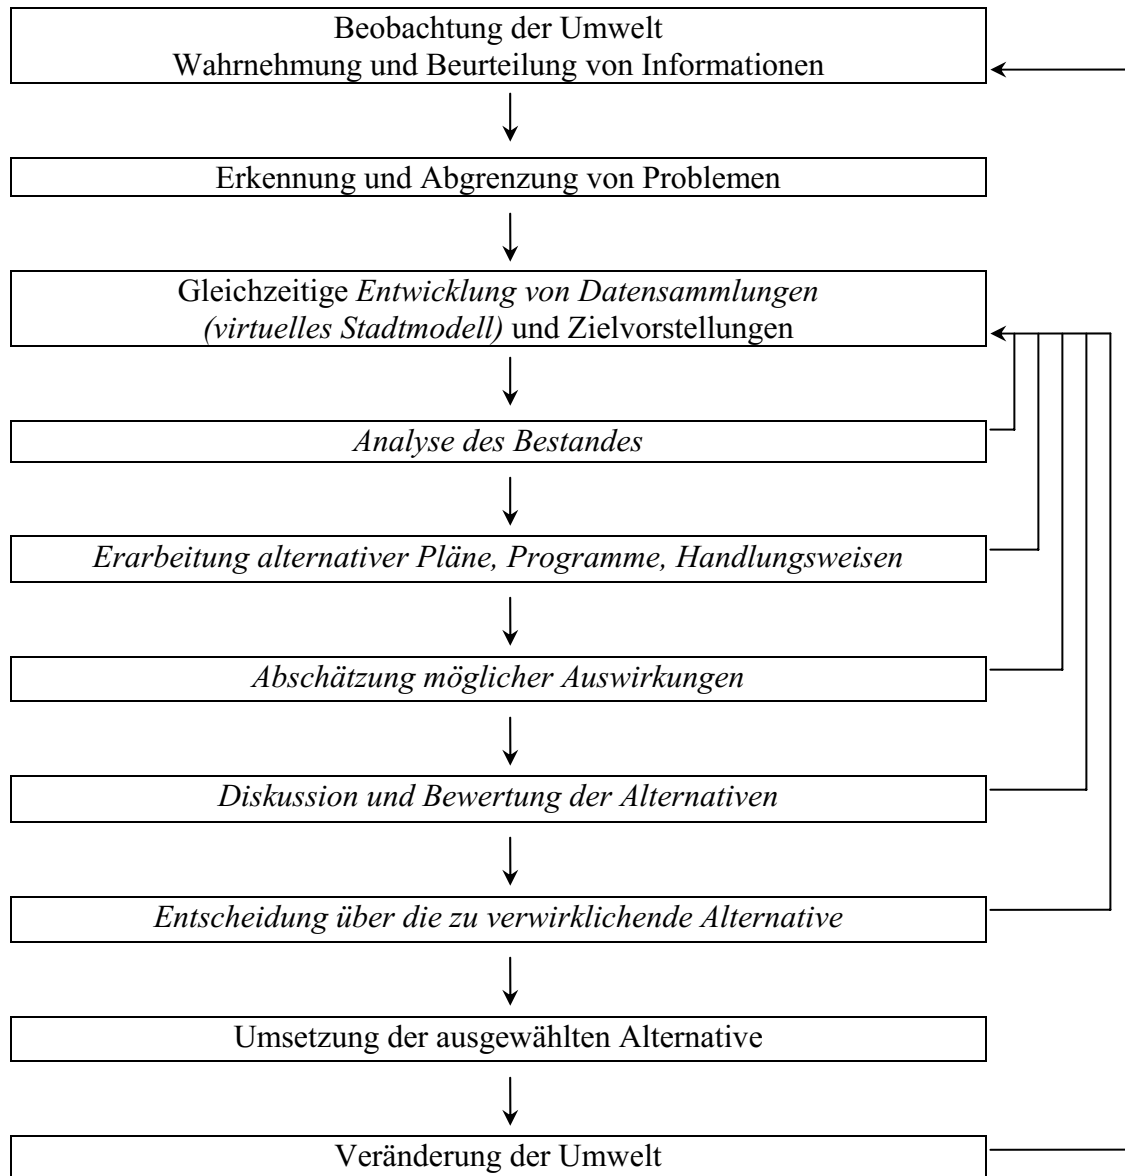 Beobachtung der Umwelt
Wahrnehmung und Beurteilung von Informationen
Erkennung und Abgrenzung von Problemen
Gleichzeitige Entwicklung von Datensammlungen
(virtuelles Stadtmodell) und Zielvorstellungen
Analyse des Bestandes
Erarbeitung alternativer Pläne, Programme, Handlungsweisen
Abschätzung möglicher Auswirkungen
Diskussion und Bewertung der Alternativen
Entscheidung über die zu verwirklichende Alternative
Umsetzung der ausgewählten Alternative
Veränderung der Umwelt